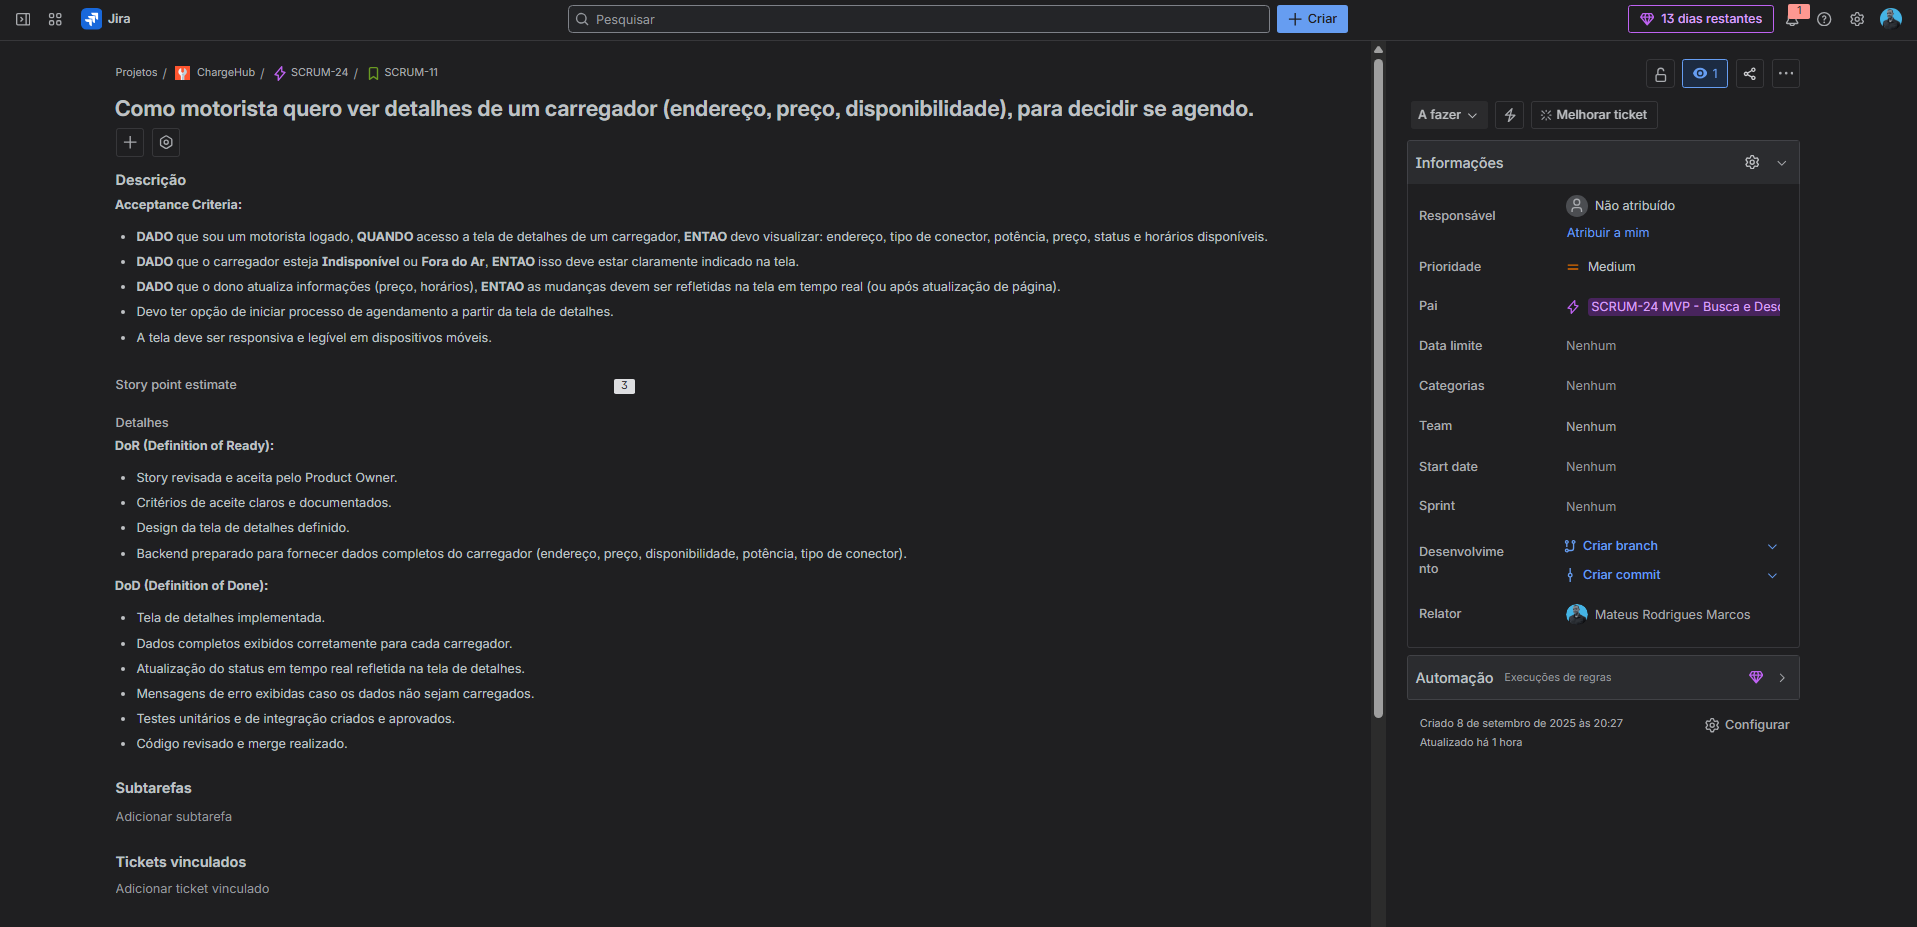 Jira
Pesquisar
Criar
13 dias restantes
1
Projetos / ChargeHub / SCRUM-24 / SCRUM-11
1
Como motorista quero ver detalhes de um carregador (endereço, preço, disponibilidade), para decidir se agendo.
A fazer
Melhorar ticket
Descrição
Acceptance Criteria:
DADO que sou um motorista logado, QUANDO acesso a tela de detalhes de um carregador, ENTAO devo visualizar: endereço, tipo de conector, potência, preço, status e horários disponíveis.
DADO que o carregador esteja Indisponível ou Fora do Ar, ENTAO isso deve estar claramente indicado na tela.
DADO que o dono atualiza informações (preço, horários), ENTAO as mudanças devem ser refletidas na tela em tempo real (ou após atualização de página).
Devo ter opção de iniciar processo de agendamento a partir da tela de detalhes.
A tela deve ser responsiva e legível em dispositivos móveis.
Story point estimate
3
Detalhes
DoR (Definition of Ready):
Story revisada e aceita pelo Product Owner.
Critérios de aceite claros e documentados.
Design da tela de detalhes definido.
Backend preparado para fornecer dados completos do carregador (endereço, preço, disponibilidade, potência, tipo de conector).
DoD (Definition of Done):
Tela de detalhes implementada.
Dados completos exibidos corretamente para cada carregador.
Atualização do status em tempo real refletida na tela de detalhes.
Mensagens de erro exibidas caso os dados não sejam carregados.
Testes unitários e de integração criados e aprovados.
Código revisado e merge realizado.
Subtarefas
Adicionar subtarefa
Tickets vinculados
Adicionar ticket vinculado
Informações
Responsável
Não atribuído
Atribuir a mim
Prioridade
Medium
Pai
SCRUM-24 MVP - Busca e Desc
Data limite
Nenhum
Categorias
Nenhum
Team
Nenhum
Start date
Nenhum
Sprint
Nenhum
Desenvolvime
nto
Criar branch
Criar commit
Relator
Mateus Rodrigues Marcos
Automação
Execuções de regras
Criado 8 de setembro de 2025 às 20:27
Atualizado há 1 hora
Configurar